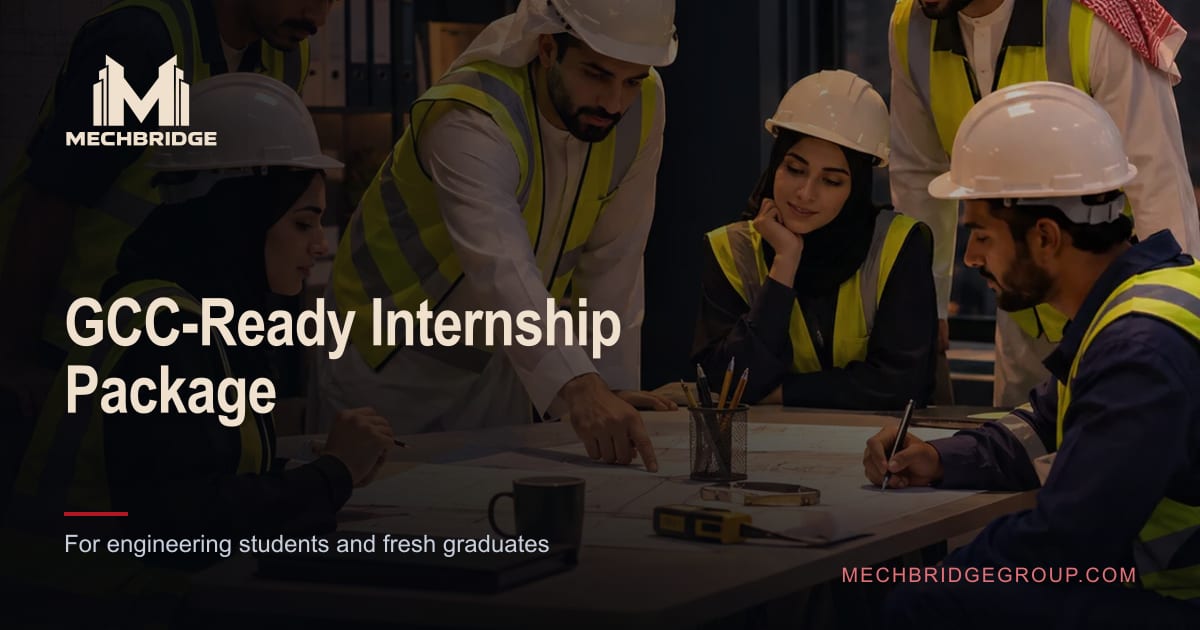 MECHBRIDGE
GCC-Ready Internship
Package
For engineering students and fresh graduates
MECHBRIDGEGROUP.COM